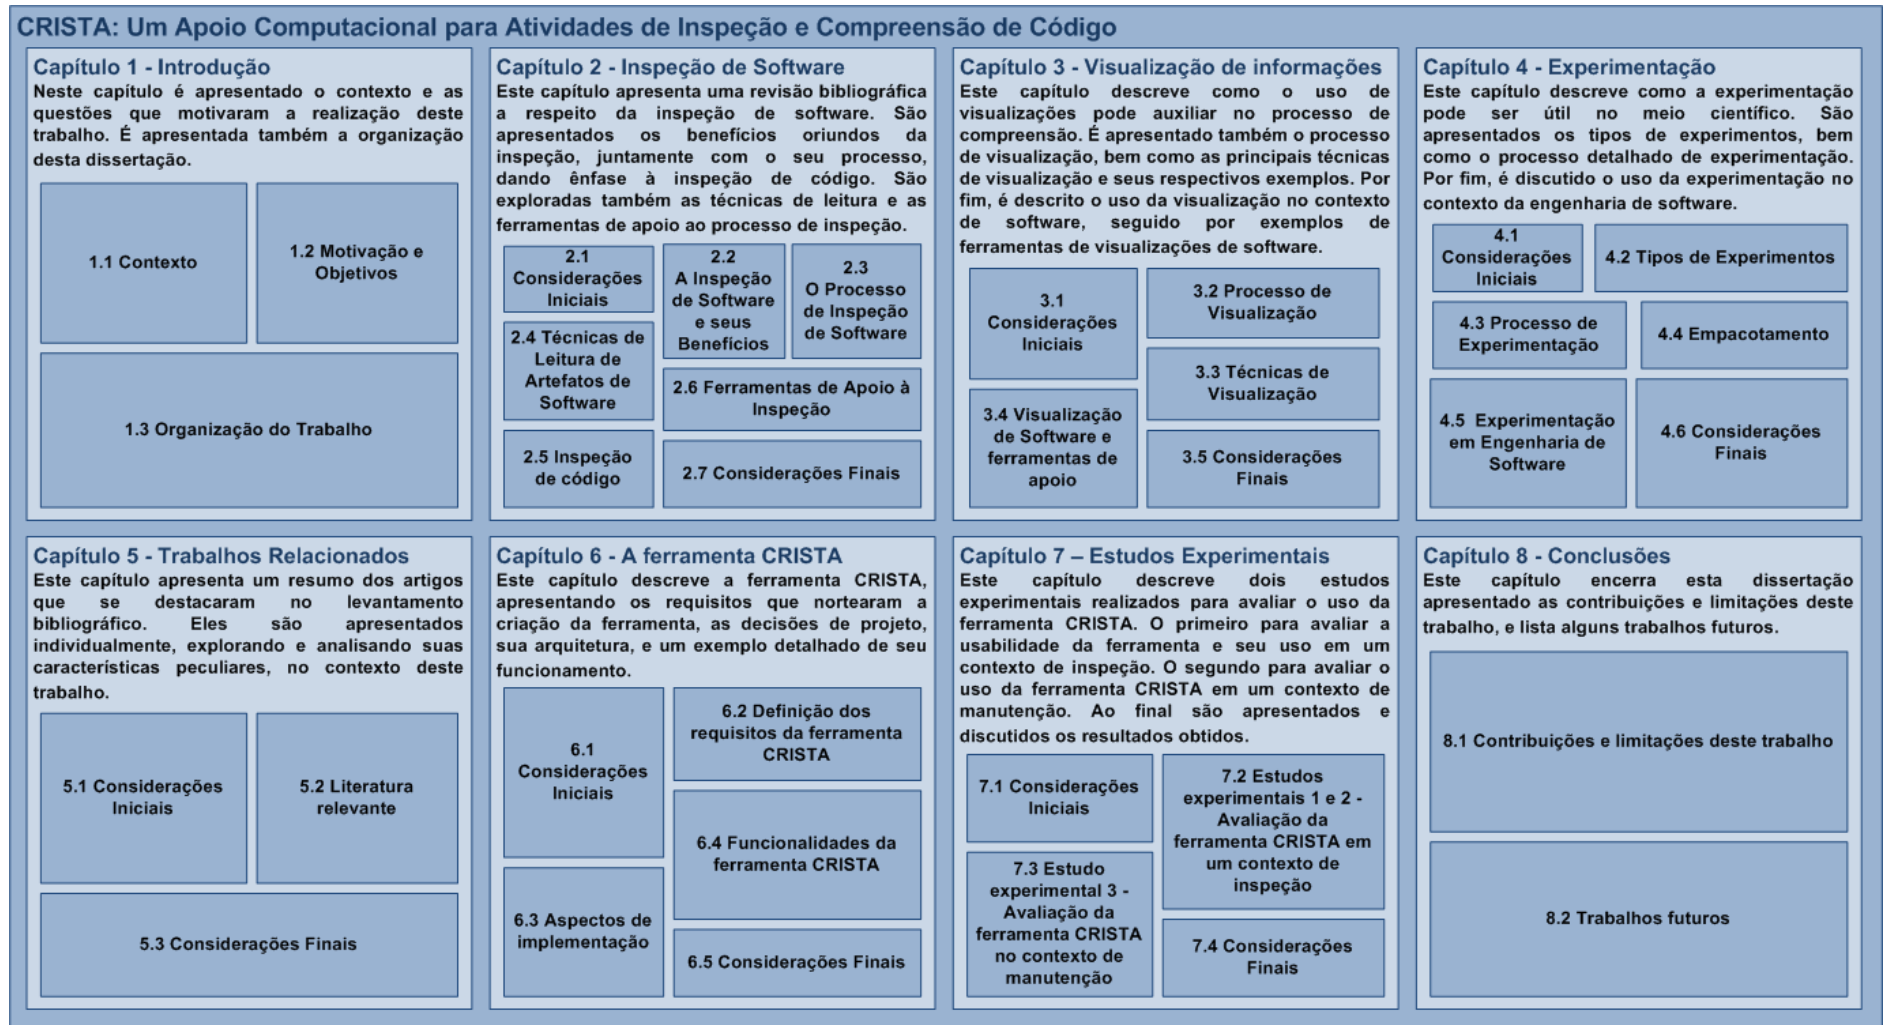 CRISTA: Um Apoio Computacional para Atividades de Inspeção e Compreensão de Código
Capítulo 1 - Introdução
Neste capítulo é apresentado o contexto e as
questões que motivaram a realização deste
trabalho. É apresentada também a organização
desta dissertação.
1.1 Contexto
1.2 Motivação e
Objetivos
1.3 Organização do Trabalho
Capítulo 2 - Inspeção de Software
Este capítulo apresenta uma revisão bibliográfica
a respeito da inspeção de software. São
apresentados os benefícios oriundos da
inspeção, juntamente com o seu processo,
dando ênfase à inspeção de código. São
exploradas também as técnicas de leitura e as
ferramentas de apoio ao processo de inspeção.
2.1
Considerações
Iniciais
2.2
A Inspeção
de Software
e seus
Benefícios
2.3
O Processo
de Inspeção
de Software
2.4 Técnicas de
Leitura de
Artefatos de
Software
2.6 Ferramentas de Apoio à
Inspeção
2.5 Inspeção
de código
2.7 Considerações Finais
Capítulo 3 - Visualização de informações
Este capítulo descreve como o uso de
visualizações pode auxiliar no processo de
compreensão. É apresentado também o processo
de visualização, bem como as principais técnicas
de visualização e seus respectivos exemplos. Por
fim, é descrito o uso da visualização no contexto
de software, seguido por exemplos de
ferramentas de visualizações de software.
3.1
Considerações
Iniciais
3.2 Processo de
Visualização
3.3 Técnicas de
Visualização
3.4 Visualização
de Software e
ferramentas de
apoio
3.5 Considerações
Finais
Capítulo 4 - Experimentação
Este capítulo descreve como a experimentação
pode ser útil no meio científico. São
apresentados os tipos de experimentos, bem
como o processo detalhado de experimentação.
Por fim, é discutido o uso da experimentação no
contexto da engenharia de software.
4.1
Considerações
Iniciais
4.2 Tipos de Experimentos
4.3 Processo de
Experimentação
4.4 Empacotamento
4.5 Experimentação
em Engenharia de
Software
4.6 Considerações
Finais
Capítulo 5 - Trabalhos Relacionados
Este capítulo apresenta um resumo dos artigos
que se destacaram no levantamento
bibliográfico. Eles são apresentados
individualmente, explorando e analisando suas
características peculiares, no contexto deste
trabalho.
5.1 Considerações
Iniciais
5.2 Literatura
relevante
5.3 Considerações Finais
Capítulo 6 - A ferramenta CRISTA
Este capítulo descreve a ferramenta CRISTA,
apresentando os requisitos que nortearam a
criação da ferramenta, as decisões de projeto,
sua arquitetura, e um exemplo detalhado de seu
funcionamento.
6.1
Considerações
Iniciais
6.2 Definição dos
requisitos da ferramenta
CRISTA
6.4 Funcionalidades da
ferramenta CRISTA
6.3 Aspectos de
implementação
6.5 Considerações Finais
Capítulo 7 – Estudos Experimentais
Este capítulo descreve dois estudos
experimentais realizados para avaliar o uso da
ferramenta CRISTA. O primeiro para avaliar a
usabilidade da ferramenta e seu uso em um
contexto de inspeção. O segundo para avaliar o
uso da ferramenta CRISTA em um contexto de
manutenção. Ao final são apresentados e
discutidos os resultados obtidos.
7.1 Considerações
Iniciais
7.2 Estudos
experimentais 1 e 2 -
Avaliação da
ferramenta CRISTA em
um contexto de
inspeção
7.3 Estudo
experimental 3 -
Avaliação da
ferramenta CRISTA
no contexto de
manutenção
7.4 Considerações
Finais
Capítulo 8 - Conclusões
Este capítulo encerra esta dissertação
apresentado as contribuições e limitações deste
trabalho, e lista alguns trabalhos futuros.
8.1 Contribuições e limitações deste trabalho
8.2 Trabalhos futuros